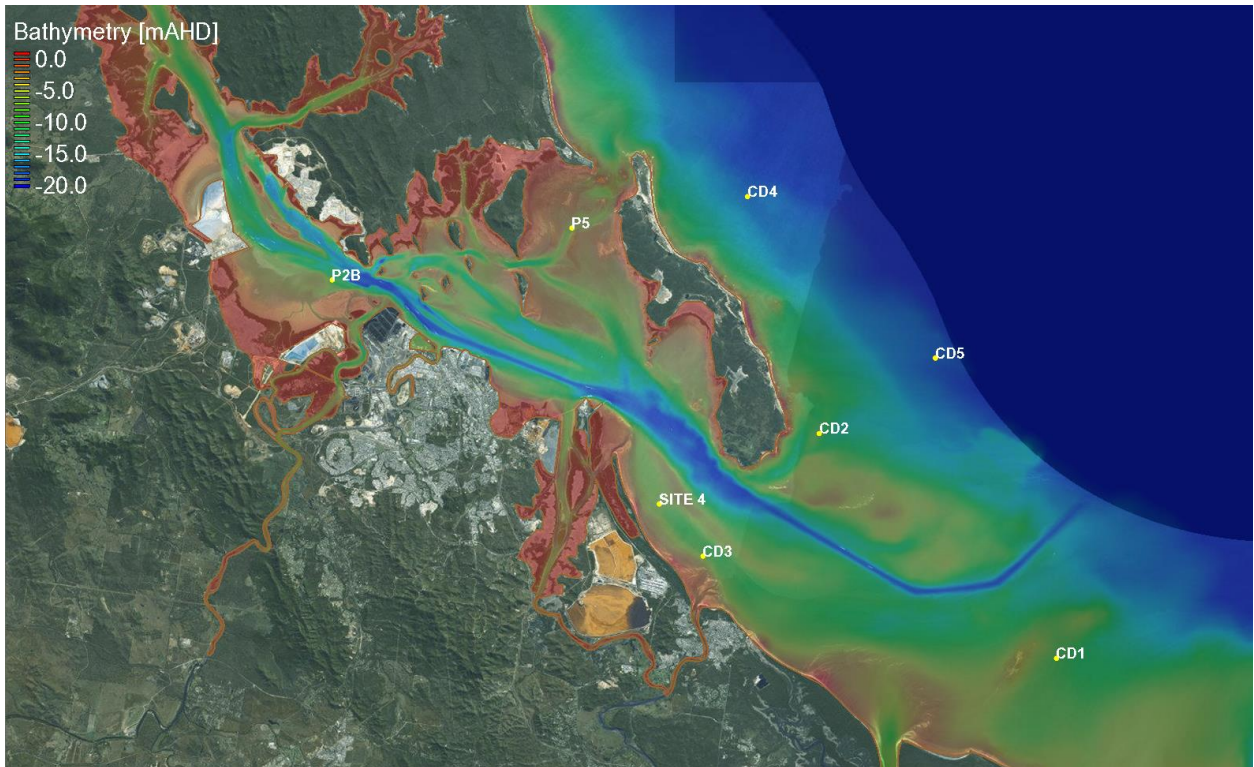 Bathymetry [mAHD]
0.0
-5.0
-10.0
-15.0
-20.0
CD4
P5
P2B
CD5
CD2
SITE 4
CD3
CD1